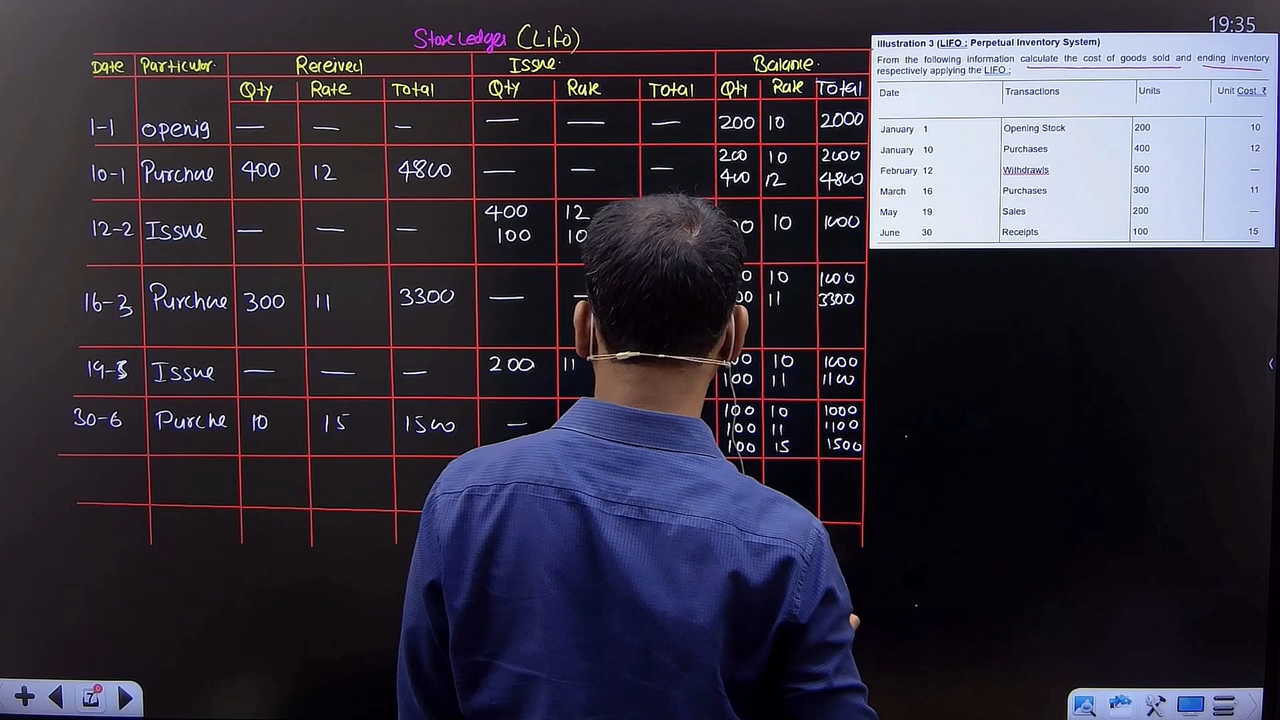 19:35
Store Ledger (Lifo)
Date Particular Received Issue Balance
Qty Rate Total Qty Rate Total Qty Rate Total
1-1 openig — — — — — — 200 10 2000
10-1 Purchae 400 12 4800 — — — 200 10 2000
400 12 4800
12-2 Issue — — — 400 12 10 1000
100 10
16-3 Purchae 300 11 3300 — 10 1000
11 3300
19-5 Issue — — — 200 11 10 1000
100 11 1100
30-6 Purche 10 15 1500 — 100 10 1000
100 11 1100
100 15 1500
Illustration 3 (LIFO : Perpetual Inventory System)
From the following information calculate the cost of goods sold and ending inventory
respectively applying the LIFO :
Date Transactions Units Unit Cost ₹
January 1 Opening Stock 200 10
January 10 Purchases 400 12
February 12 Withdrawls 500 —
March 16 Purchases 300 11
May 19 Sales 200 —
June 30 Receipts 100 15
7